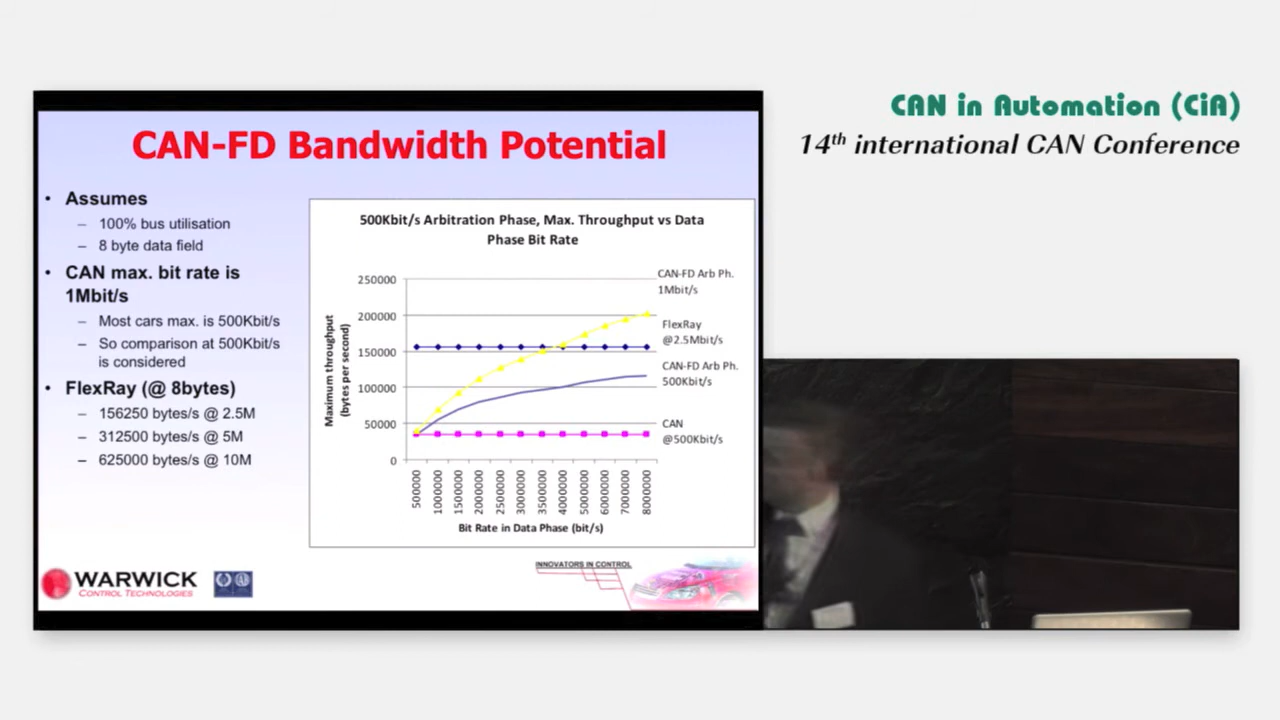 CAN in Automation (CiA)
14th international CAN Conference
CAN-FD Bandwidth Potential
• Assumes
– 100% bus utilisation
– 8 byte data field
• CAN max. bit rate is
1Mbit/s
– Most cars max. is 500Kbit/s
– So comparison at 500Kbit/s
is considered
• FlexRay (@ 8bytes)
– 156250 bytes/s @ 2.5M
– 312500 bytes/s @ 5M
– 625000 bytes/s @ 10M
500Kbit/s Arbitration Phase, Max. Throughput vs Data
Phase Bit Rate
Maximum throughput
(bytes per second)
250000
200000
150000
100000
50000
0
CAN-FD Arb Ph.
1Mbit/s
FlexRay
@2.5Mbit/s
CAN-FD Arb Ph.
500Kbit/s
CAN
@500Kbit/s
500000
1000000
1500000
2000000
2500000
3000000
3500000
4000000
5000000
6000000
7000000
8000000
Bit Rate in Data Phase (bit/s)
WARWICK
CONTROL TECHNOLOGIES
INNOVATORS IN CONTROL